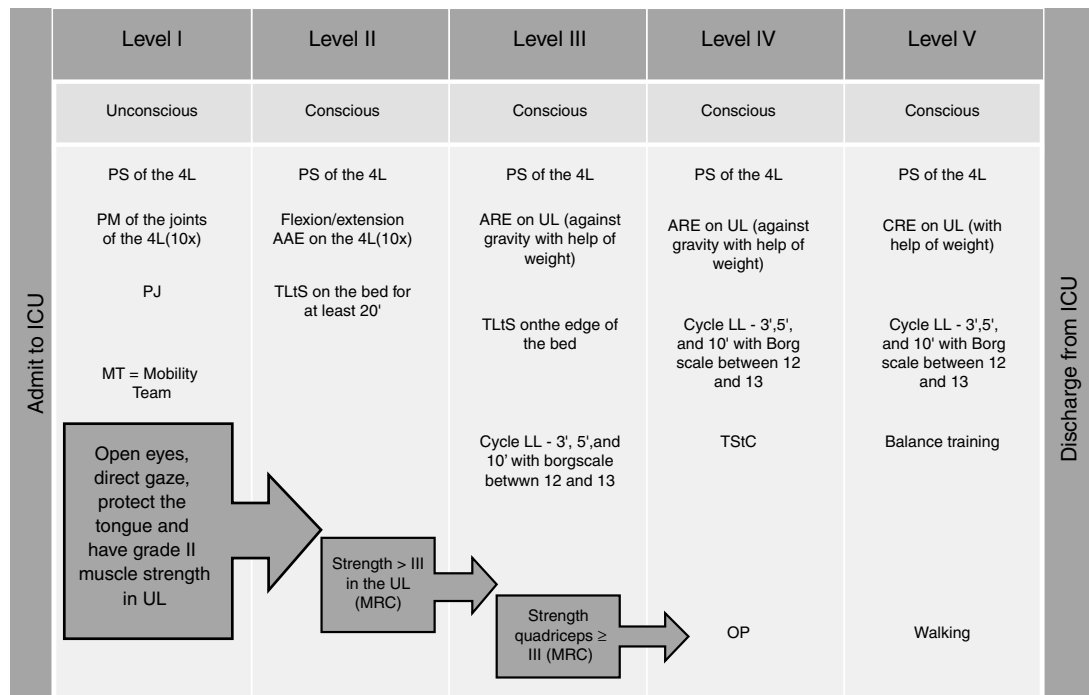 Admit to ICU
Level I
Level II
Level III
Level IV
Level V
Unconscious
Conscious
Conscious
Conscious
Conscious
PS of the 4L
PM of the joints
of the 4L(10x)
PJ
MT = Mobility
Team
Open eyes,
direct gaze,
protect the
tongue and
have grade II
muscle strength
in UL
PS of the 4L
Flexion/extension
AAE on the 4L(10x)
TLtS on the bed for
at least 20'
Strength > III
in the UL
(MRC)
PS of the 4L
ARE on UL (against
gravity with help of
weight)
TLtS onthe edge of
the bed
Cycle LL - 3', 5',and
10' with borgscale
betwwn 12 and 13
Strength
quadriceps ≥
III (MRC)
PS of the 4L
ARE on UL (against
gravity with help of
weight)
Cycle LL - 3',5',
and 10' with Borg
scale between 12
and 13
TStC
OP
PS of the 4L
CRE on UL (with
help of weight)
Cycle LL - 3',5',
and 10' with Borg
scale between 12
and 13
Balance training
Walking
Discharge from ICU